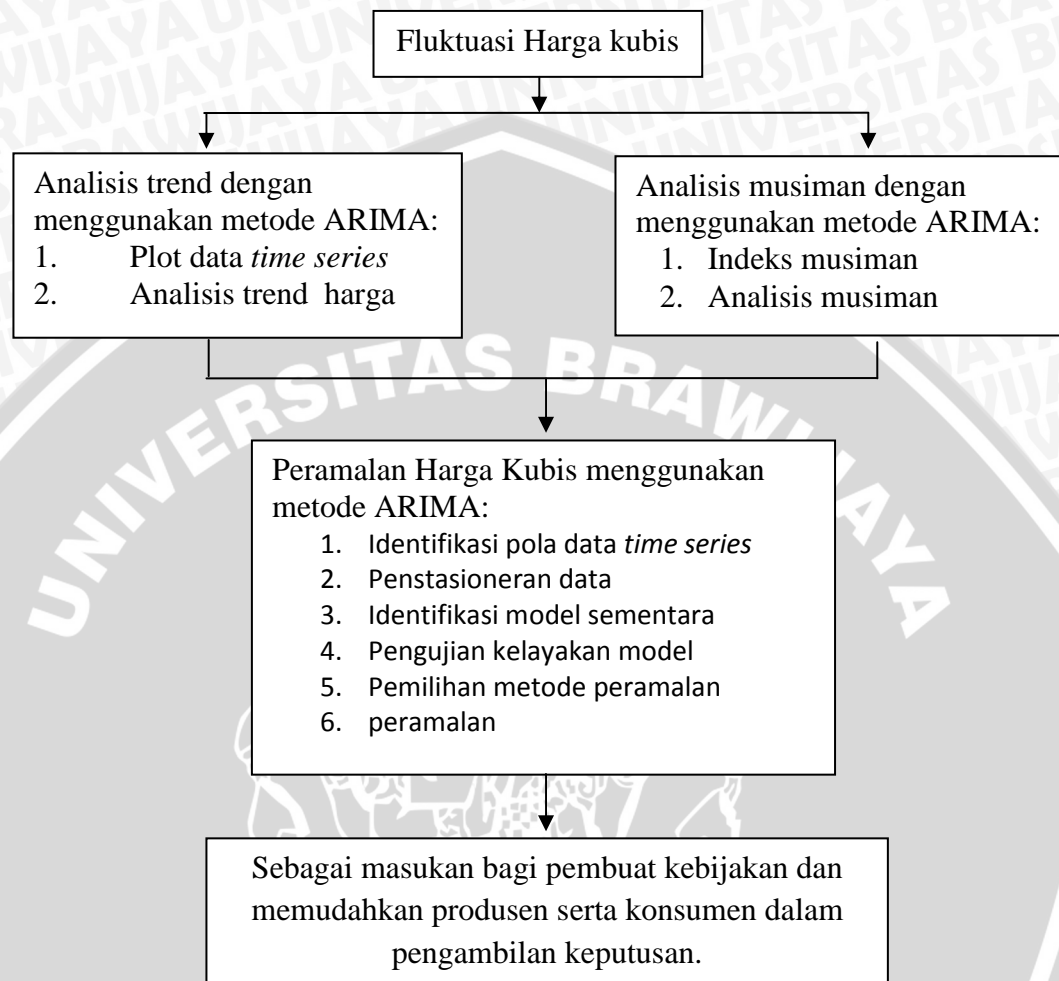 Fluktuasi Harga kubis
Analisis trend dengan
menggunakan metode ARIMA:
1. Plot data time series
2. Analisis trend harga
Analisis musiman dengan
menggunakan metode ARIMA:
1. Indeks musiman
2. Analisis musiman
UNIVERSITAS BRAWIJAYA
Peramalan Harga Kubis menggunakan
metode ARIMA:
1. Identifikasi pola data time series
2. Penstasioneran data
3. Identifikasi model sementara
4. Pengujian kelayakan model
5. Pemilihan metode peramalan
6. peramalan
Sebagai masukan bagi pembuat kebijakan dan
memudahkan produsen serta konsumen dalam
pengambilan keputusan.